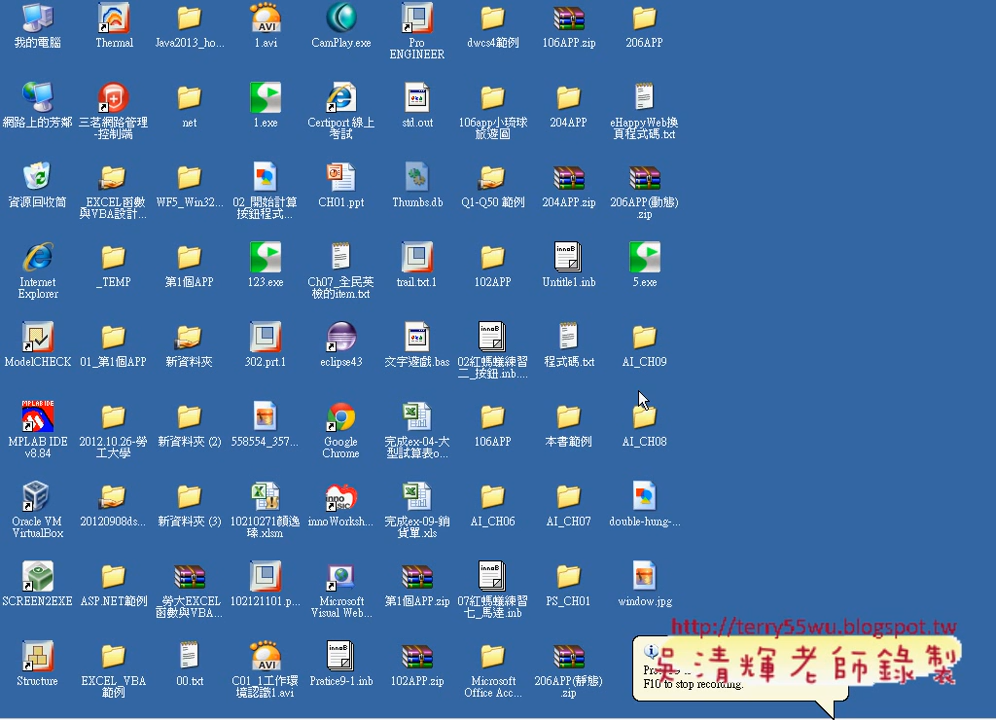 我的電腦
Thermal
Java2013_ho...
1.avi
CamPlay.exe
Pro
ENGINEER
dwcs4範例
106APP.zip
206APP
網路上的芳鄰
三茗網路管理
-控制端
net
1.exe
Certiport 線上
考試
std.out
106app小琉球
旅遊圖
204APP
eHappyWeb換
頁程式碼.txt
資源回收筒
_EXCEL函數
與VBA設計...
WF5_Win32...
02_開始計算
按鈕程式...
CH01.ppt
Thumbs.db
Q1-Q50 範例
204APP.zip
206APP(動態)
.zip
Internet
Explorer
_TEMP
第1個APP
123.exe
Ch07_全民英
檢的item.txt
trail.txt.1
102APP
Untitle1.inb
5.exe
ModelCHECK
01_第1個APP
新資料夾
302.prt.1
eclipse43
文字遊戲.bas
02紅螞蟻練習
二_按鈕.inb....
程式碼.txt
AI_CH09
MPLAB IDE
v8.84
2012.10.26-勞
工大學
新資料夾 (2)
558554_357...
Google
Chrome
完成ex-04-大
型試算表o...
106APP
本書範例
AI_CH08
Oracle VM
VirtualBox
20120908ds...
新資料夾 (3)
10210271顏逸
瑧.xlsm
innoWorksh...
完成ex-09-銷
貨單.xls
AI_CH06
AI_CH07
double-hung-...
SCREEN2EXE
ASP.NET範例
勞大EXCEL
函數與VBA...
102121101.p...
Microsoft
Visual Web...
第1個APP.zip
07紅螞蟻練習
七_馬達.inb
PS_CH01
window.jpg
Structure
EXCEL_VBA
範例
00.txt
C01_1工作環
境認識1.avi
Pratice9-1.inb
102APP.zip
Microsoft
Office Acc...
206APP(靜態)
.zip
http://terry55wu.blogspot.tw
吳清輝老師錄製
F10 to stop recording.